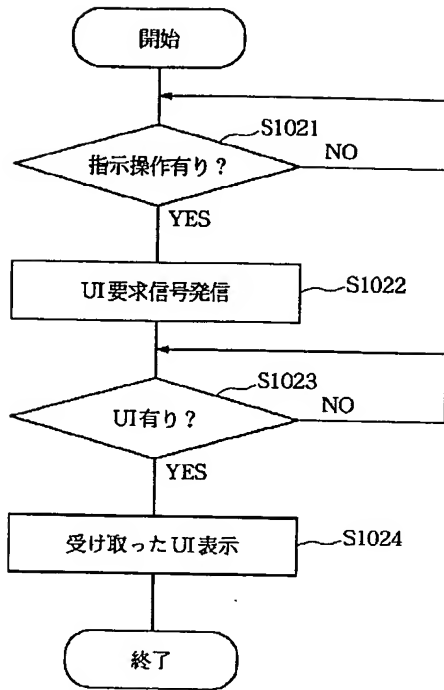 開始
S1021
指示操作有り?
NO
YES
UI要求信号発信
S1022
S1023
UI有り?
NO
YES
受け取ったUI表示
S1024
終了